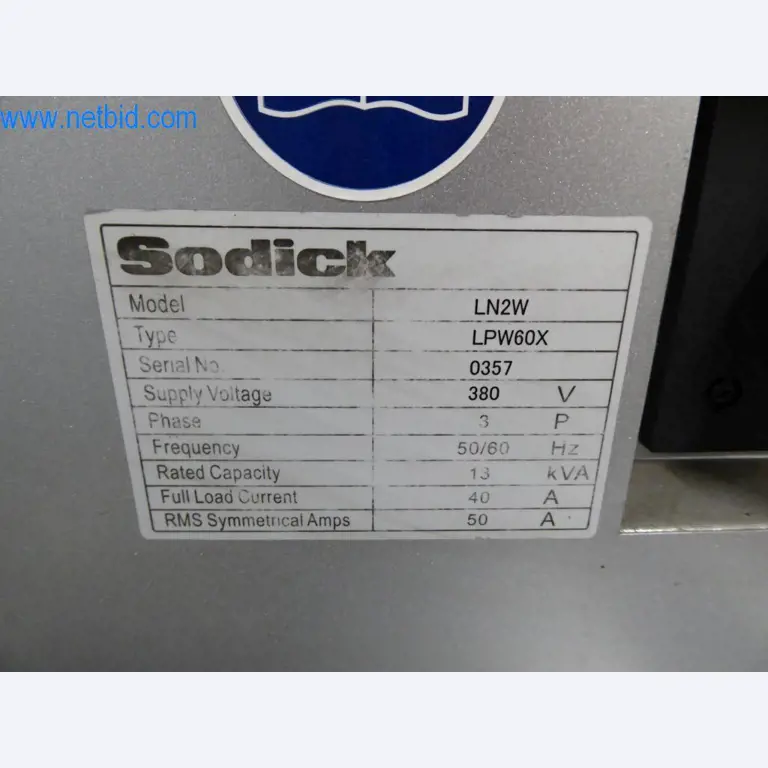 www.netbid.com
Sodick
Model LN2W
Type LPW60X
Serial No. 0357
Supply Voltage 380 V
Phase 3 P
Frequency 50/60 Hz
Rated Capacity 13 kVA
Full Load Current 40 A
RMS Symmetrical Amps 50 A